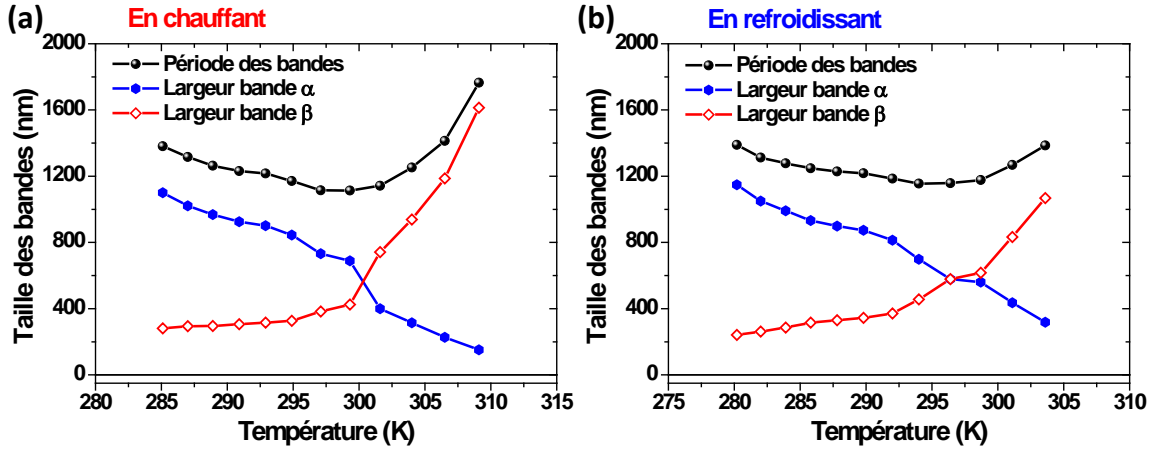 (a)
En chauffant
2000
1600
1200
800
400
0
Taille des bandes (nm)
Période des bandes
Largeur bande α
Largeur bande β
280 285 290 295 300 305 310 315
Température (K)
(b)
En refroidissant
2000
1600
1200
800
400
0
Taille des bandes (nm)
Période des bandes
Largeur bande α
Largeur bande β
275 280 285 290 295 300 305 310
Température (K)